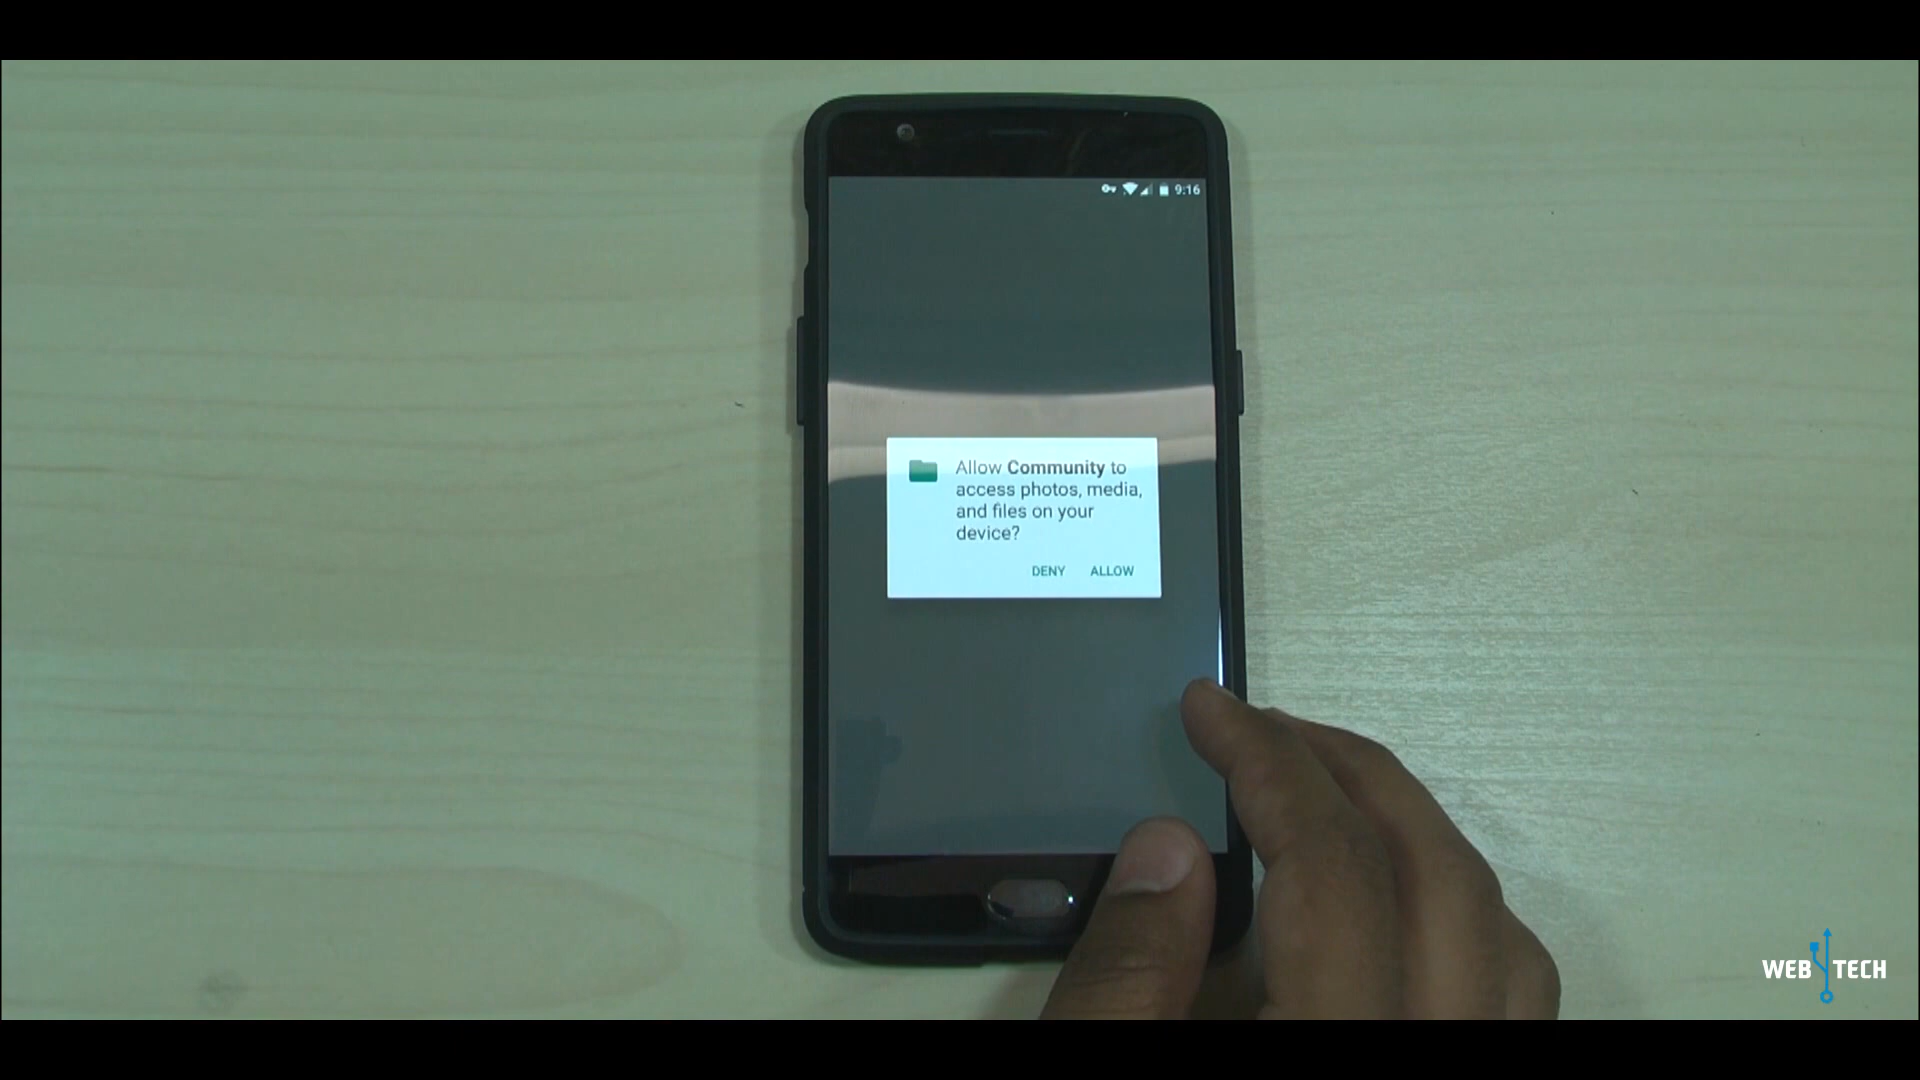 9:16
Allow Community to
access photos, media,
and files on your
device?
DENY ALLOW
WEB TECH